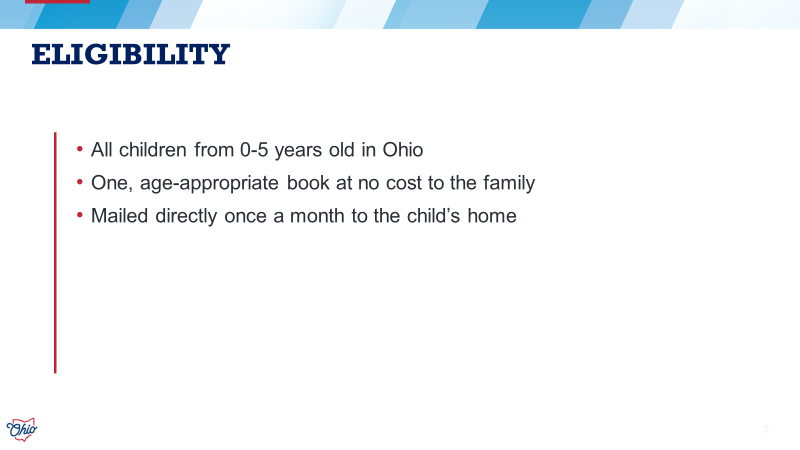 ELIGIBILITY
• All children from 0-5 years old in Ohio
• One, age-appropriate book at no cost to the family
• Mailed directly once a month to the child’s home
Ohio
5